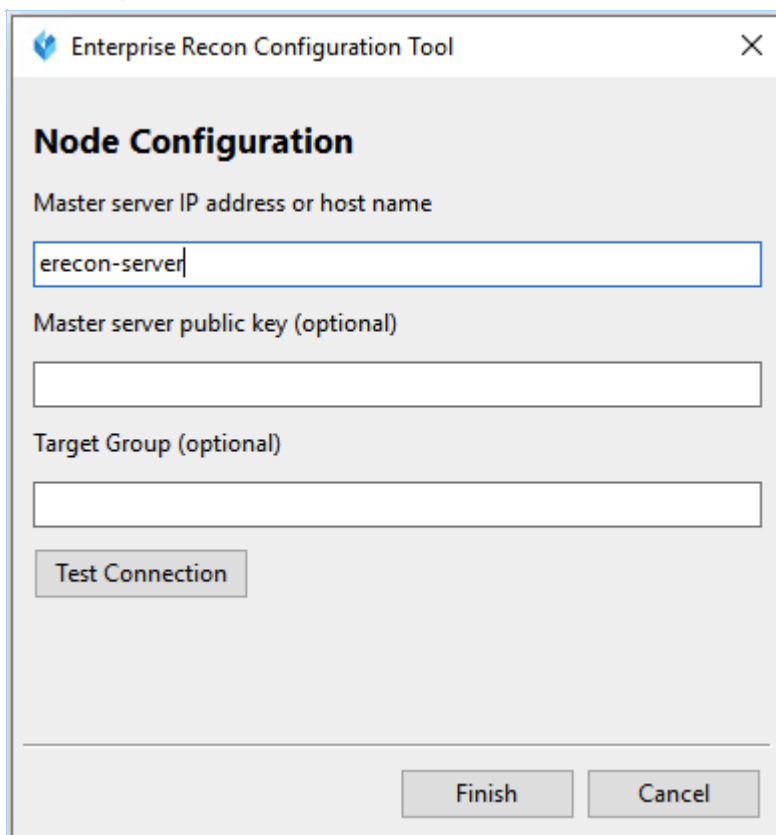 Enterprise Recon Configuration Tool
Node Configuration
Master server IP address or host name
erecon-server
Master server public key (optional)
Target Group (optional)
Test Connection
Finish Cancel